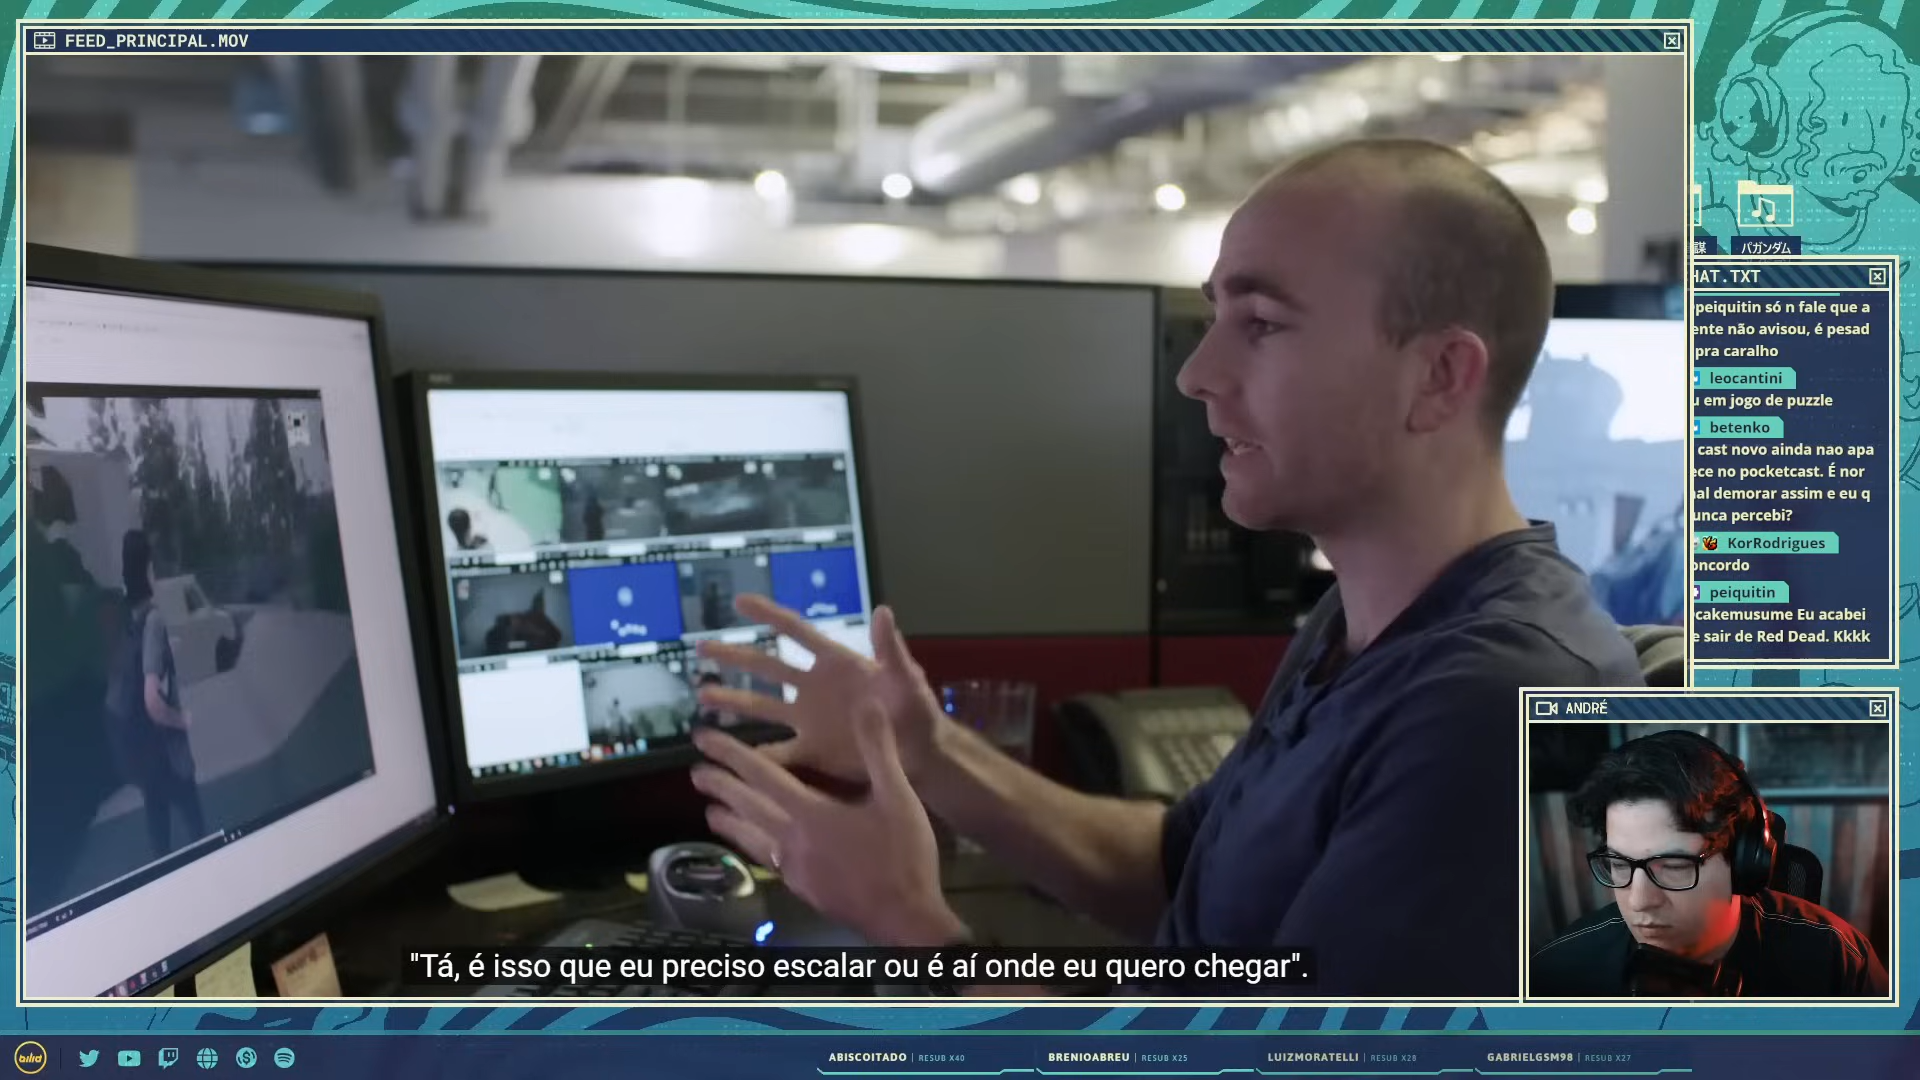 FEED_PRINCIPAL.MOV
パガンダム
HAT.TXT
peiquitin só n fale que a
ente não avisou, é pesad
pra caralho
leocantini
u em jogo de puzzle
betenko
cast novo ainda nao apa
ece no pocketcast. É nor
al demorar assim e eu q
unca percebi?
KorRodrigues
oncordo
peiquitin
cakemusume Eu acabei
e sair de Red Dead. Kkkk
ANDRÉ
"Tá, é isso que eu preciso escalar ou é aí onde eu quero chegar".
ABISCOITADO | RESUB X40
BRENIOABREU | RESUB X25
LUIZMORATELLI | RESUB X28
GABRIELGSM98 | RESUB X27